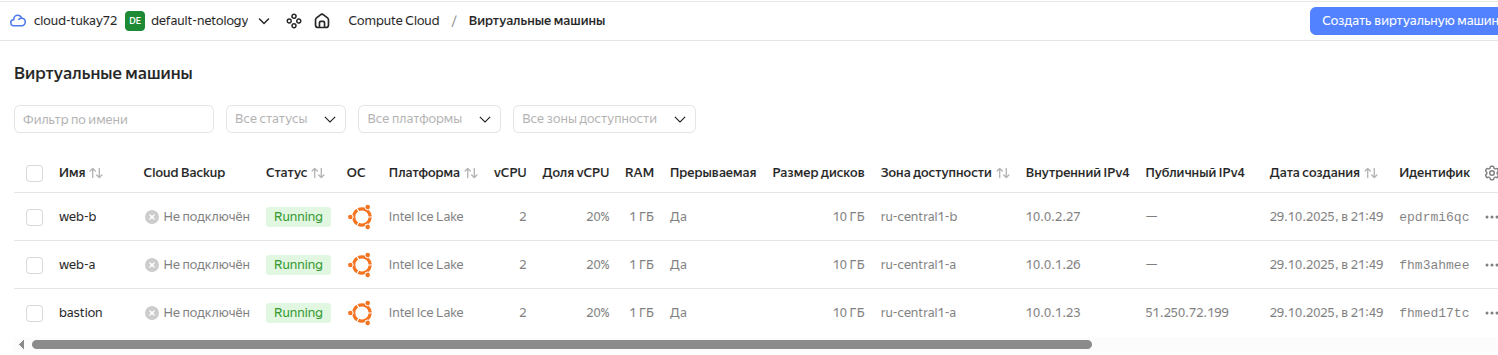 cloud-tukay72 DE default-netology Compute Cloud / Виртуальные машины Создать виртуальную машин
Виртуальные машины
Фильтр по имени Все статусы Все платформы Все зоны доступности
Имя Cloud Backup Статус ОС Платформа vCPU Доля vCPU RAM Прерываемая Размер дисков Зона доступности Внутренний IPv4 Публичный IPv4 Дата создания Идентифик
web-b Не подключён Running Intel Ice Lake 2 20% 1 ГБ Да 10 ГБ ru-central1-b 10.0.2.27 — 29.10.2025, в 21:49 epdrmi6qc
web-a Не подключён Running Intel Ice Lake 2 20% 1 ГБ Да 10 ГБ ru-central1-a 10.0.1.26 — 29.10.2025, в 21:49 fhm3ahmee
bastion Не подключён Running Intel Ice Lake 2 20% 1 ГБ Да 10 ГБ ru-central1-a 10.0.1.23 51.250.72.199 29.10.2025, в 21:49 fhmed17tc